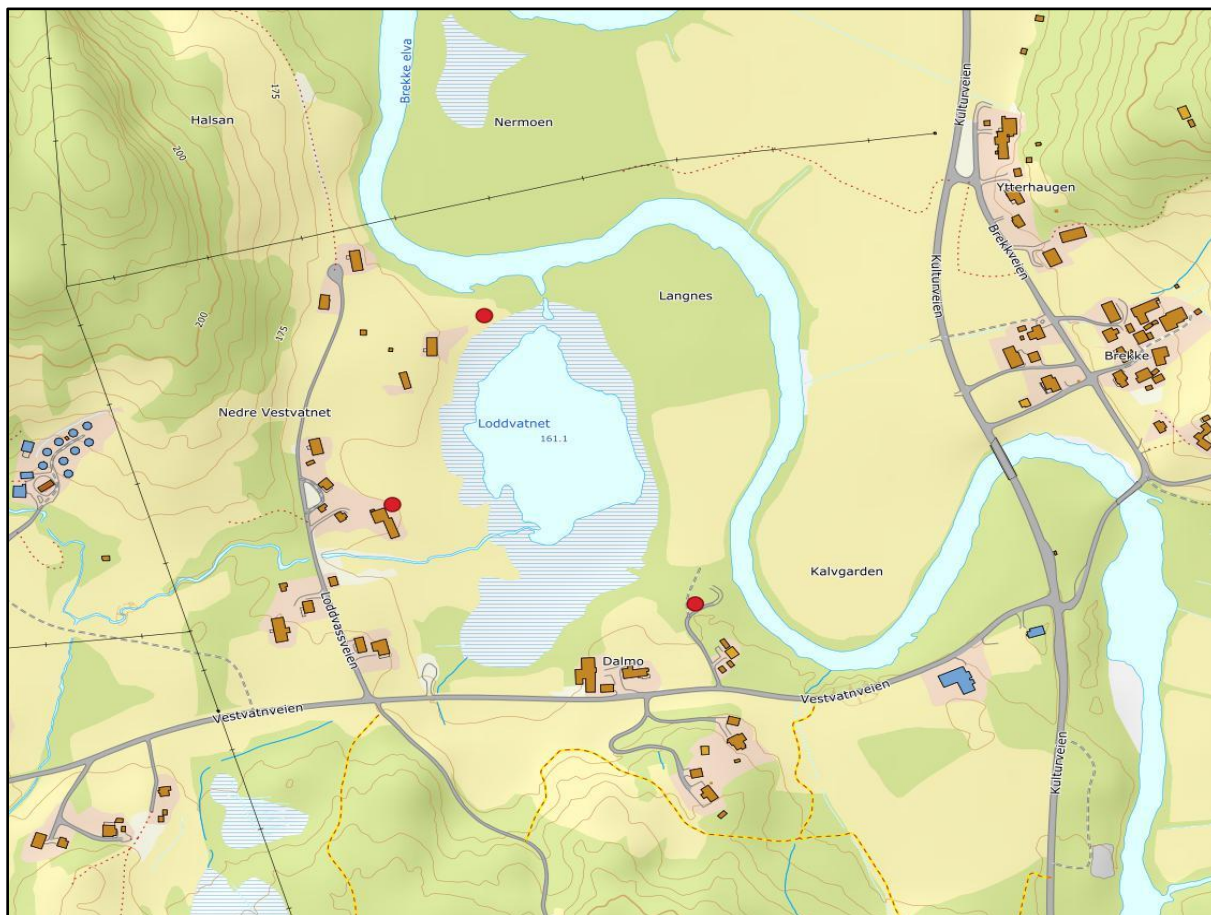 Brekke elva
175
Halsan
200
Nermoen
Kulturveien
Ytterhaugen
Brekkveien
Kulturveien
Langnes
200
175
Brekke
Nedre Vestvatnet
Loddvatnet
161.1
Kalvgarden
Loddvassveien
Dalmo
Vestvatnveien
Vestvatnveien
Kulturveien